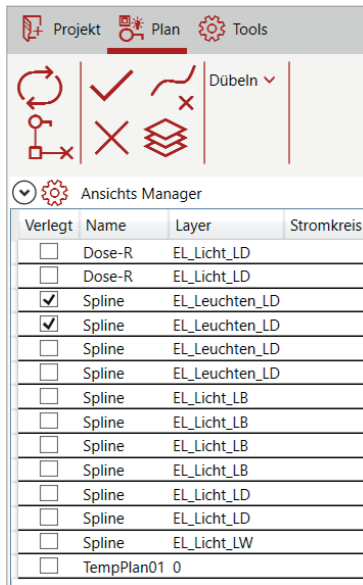 Projekt Plan Tools
Dübeln
Ansichts Manager
Verlegt Name Layer Stromkreis
Dose-R EL_Licht_LD
Dose-R EL_Licht_LD
Spline EL_Leuchten_LD
Spline EL_Leuchten_LD
Spline EL_Leuchten_LD
Spline EL_Leuchten_LD
Spline EL_Licht_LB
Spline EL_Licht_LB
Spline EL_Licht_LB
Spline EL_Licht_LB
Spline EL_Licht_LD
Spline EL_Licht_LD
Spline EL_Licht_LW
TempPlan01 0